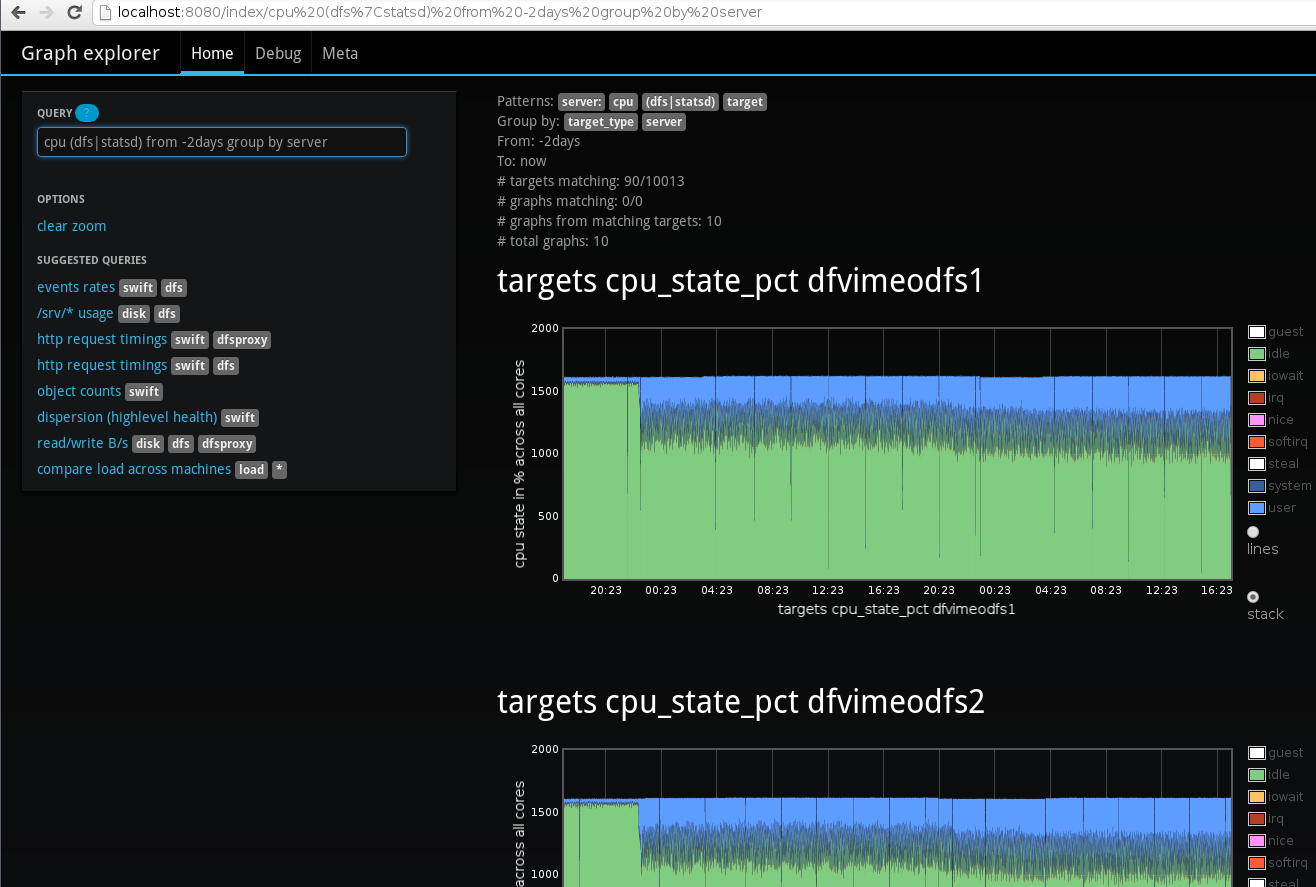 localhost:8080/index/cpu%20(dfs%7Cstatsd)%20from%20-2days%20group%20by%20server
Graph explorer Home Debug Meta
QUERY ?
cpu (dfs|statsd) from -2days group by server
OPTIONS
clear zoom
SUGGESTED QUERIES
events rates swift dfs
/srv/* usage disk dfs
http request timings swift dfsproxy
http request timings swift dfs
object counts swift
dispersion (highlevel health) swift
read/write B/s disk dfs dfsproxy
compare load across machines load *
Patterns: server: cpu (dfs|statsd) target
Group by: target_type server
From: -2days
To: now
# targets matching: 90/10013
# graphs matching: 0/0
# graphs from matching targets: 10
# total graphs: 10
targets cpu_state_pct dfvimeodfs1
cpu state in % across all cores
2000
1500
1000
500
0
20:23 00:23 04:23 08:23 12:23 16:23 20:23 00:23 04:23 08:23 12:23 16:23
targets cpu_state_pct dfvimeodfs1
guest
idle
iowait
irq
nice
softirq
steal
system
user
lines
stack
targets cpu_state_pct dfvimeodfs2
across all cores
2000
1500
1000
guest
idle
iowait
irq
nice
softirq
steal